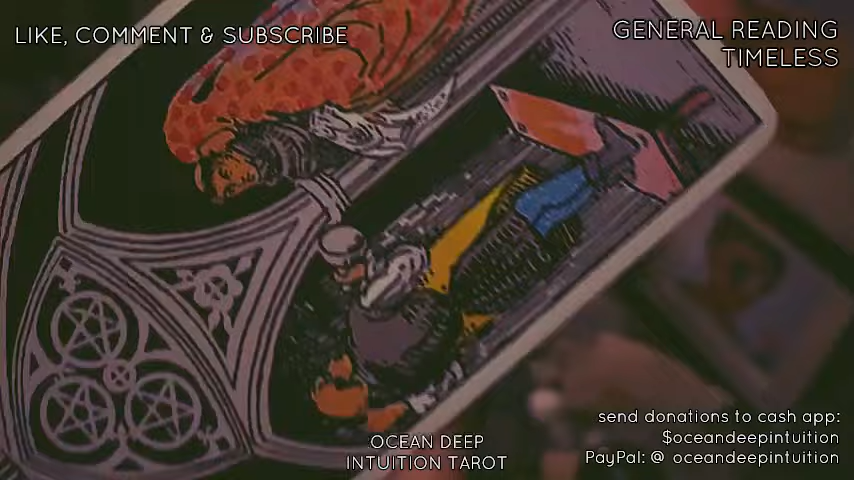 LIKE, COMMENT & SUBSCRIBE
GENERAL READING
TIMELESS
send donations to cash app:
$oceandeepintuition
PayPal: @ oceandeepintuition
OCEAN DEEP
INTUITION TAROT